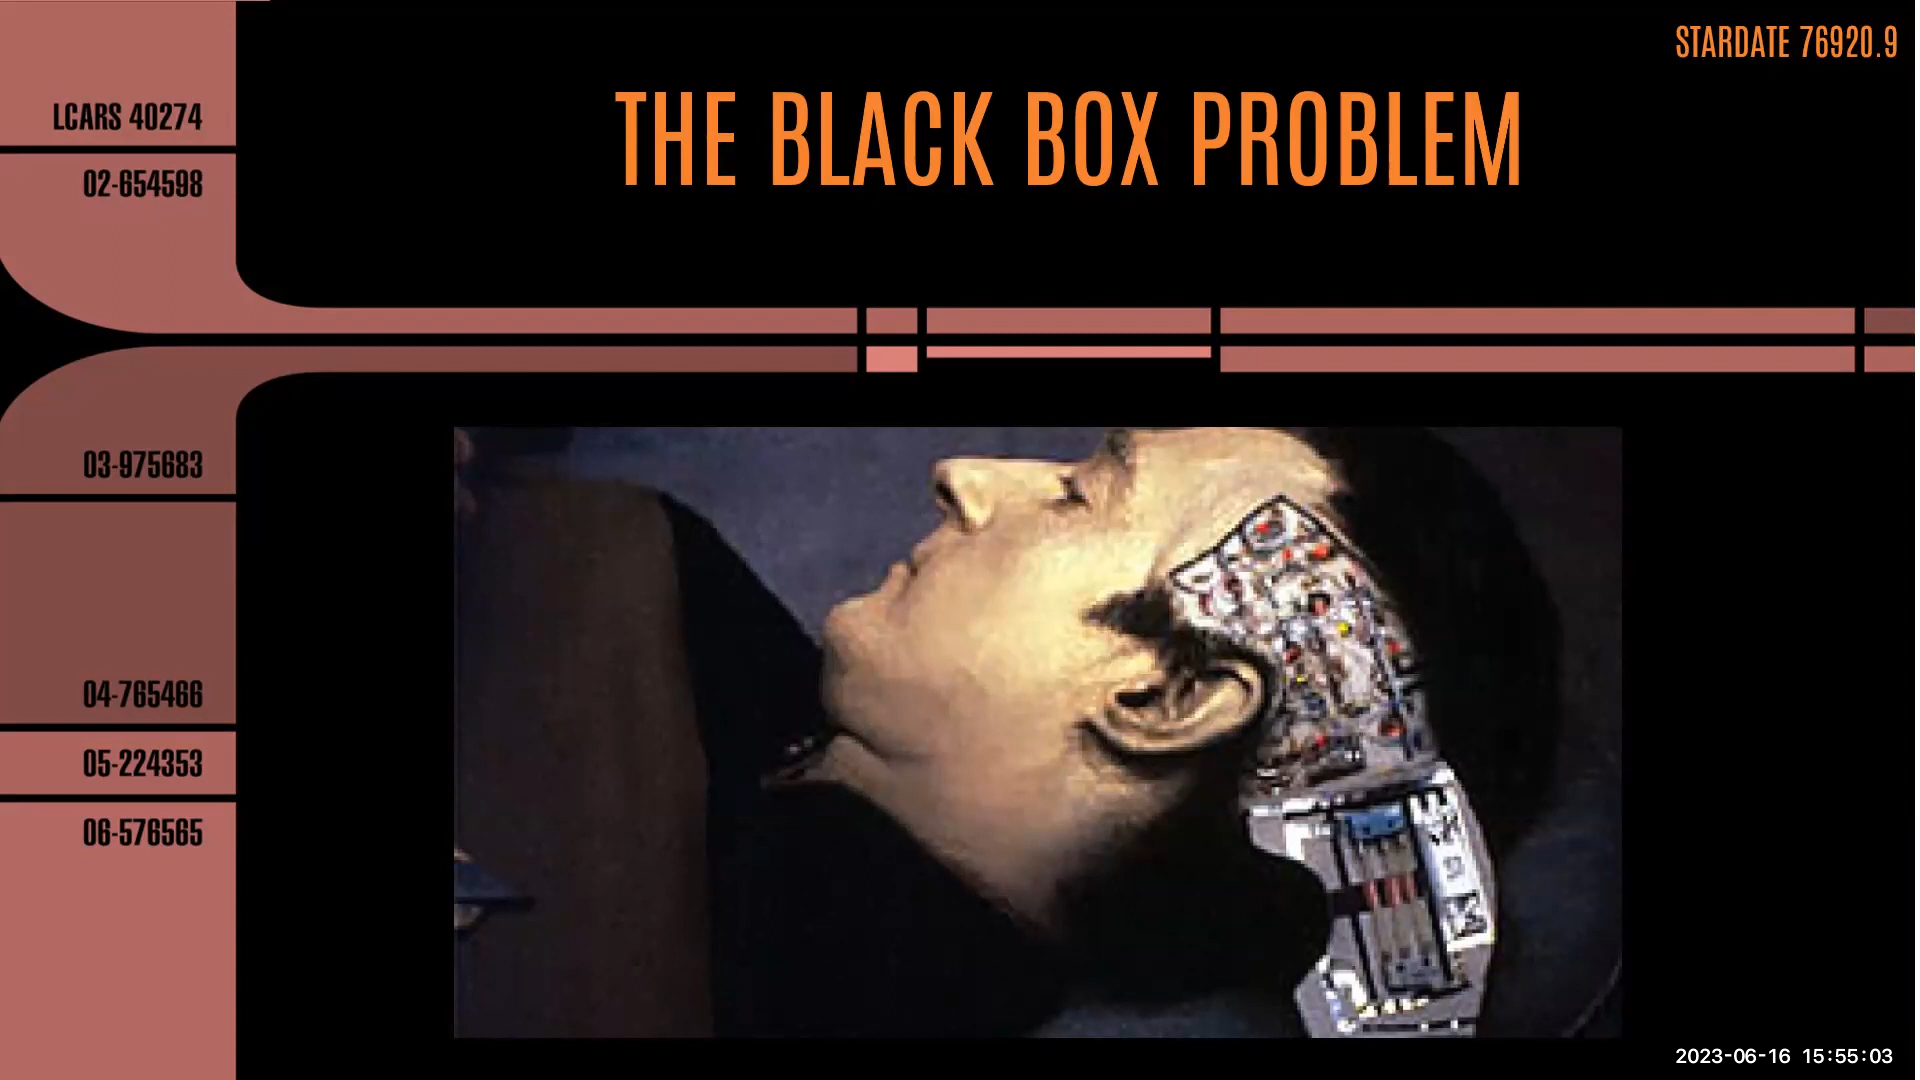 STARDATE 76920.9
LCARS 40274
THE BLACK BOX PROBLEM
02-654598
03-975683
04-765466
05-224353
06-576565
2023-06-16 15:55:03